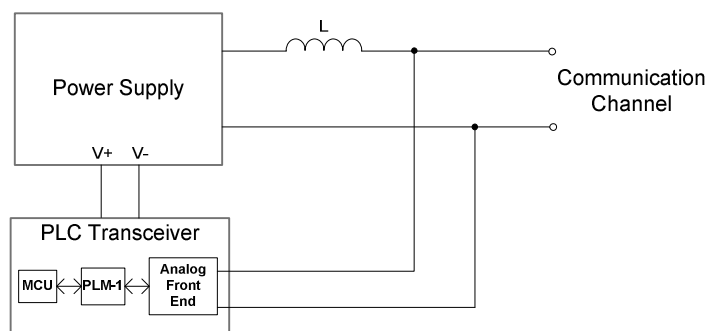 L
Power Supply
Communication
Channel
V+ V-
PLC Transceiver
MCU
PLM-1
Analog
Front
End